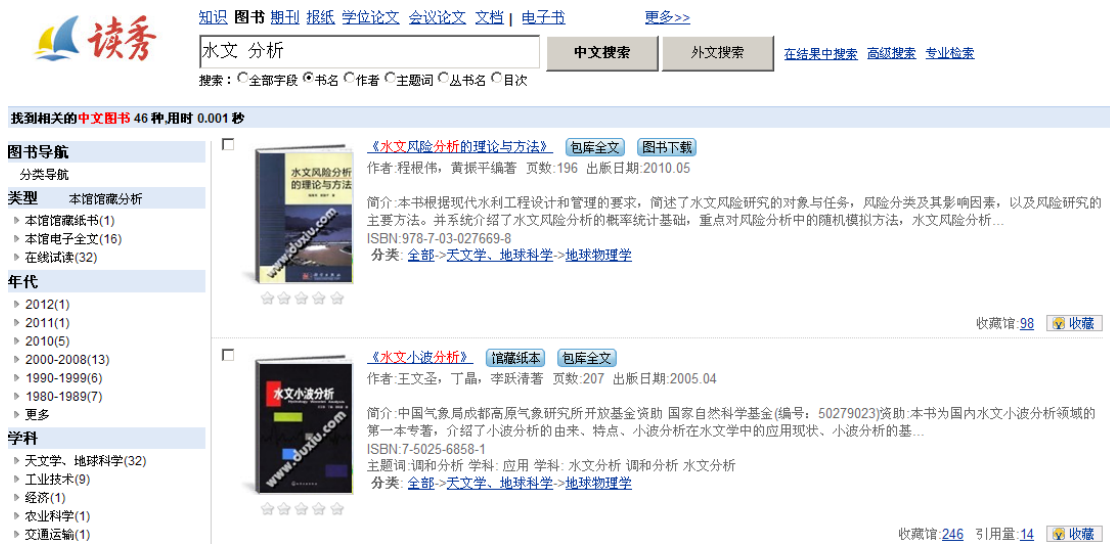 读秀
知识 图书 期刊 报纸 学位论文 会议论文 文档 | 电子书 更多>>
水文 分析 中文搜索 外文搜索 在结果中搜索 高级搜索 专业检索
搜索： 全部字段 书名 作者 主题词 丛书名 目次
找到相关的中文图书 46 种,用时 0.001 秒
图书导航
分类导航
类型 本馆馆藏分析
本馆馆藏纸书(1)
本馆电子全文(16)
在线试读(32)
年代
2012(1)
2011(1)
2010(5)
2000-2008(13)
1990-1999(6)
1980-1989(7)
更多
学科
天文学、地球科学(32)
工业技术(9)
经济(1)
农业科学(1)
交通运输(1)
水文风险分析
的理论与方法
www.duxiu.com
《水文风险分析的理论与方法》 包库全文 图书下载
作者:程根伟，黄振平编著 页数:196 出版日期:2010.05
简介:本书根据现代水利工程设计和管理的要求，简述了水文风险研究的对象与任务，风险分类及其影响因素，以及风险研究的
主要方法。并系统介绍了水文风险分析的概率统计基础，重点对风险分析中的随机模拟方法，水文风险分析...
ISBN:978-7-03-027669-8
分类: 全部->天文学、地球科学->地球物理学
收藏馆:98 收藏
水文小波分析
www.duxiu.com
《水文小波分析》 馆藏纸本 包库全文
作者:王文圣，丁晶，李跃清著 页数:207 出版日期:2005.04
简介:中国气象局成都高原气象研究所开放基金资助 国家自然科学基金(编号：50279023)资助:本书为国内水文小波分析领域的
第一本专著，介绍了小波分析的由来、特点、小波分析在水文学中的应用现状、小波分析的基...
ISBN:7-5025-6858-1
主题词:调和分析 学科: 应用 学科: 水文分析 调和分析 水文分析
分类: 全部->天文学、地球科学->地球物理学
收藏馆:246 引用量:14 收藏